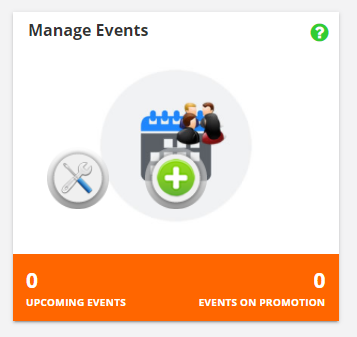 Manage Events
?
0
0
UPCOMING EVENTS
EVENTS ON PROMOTION